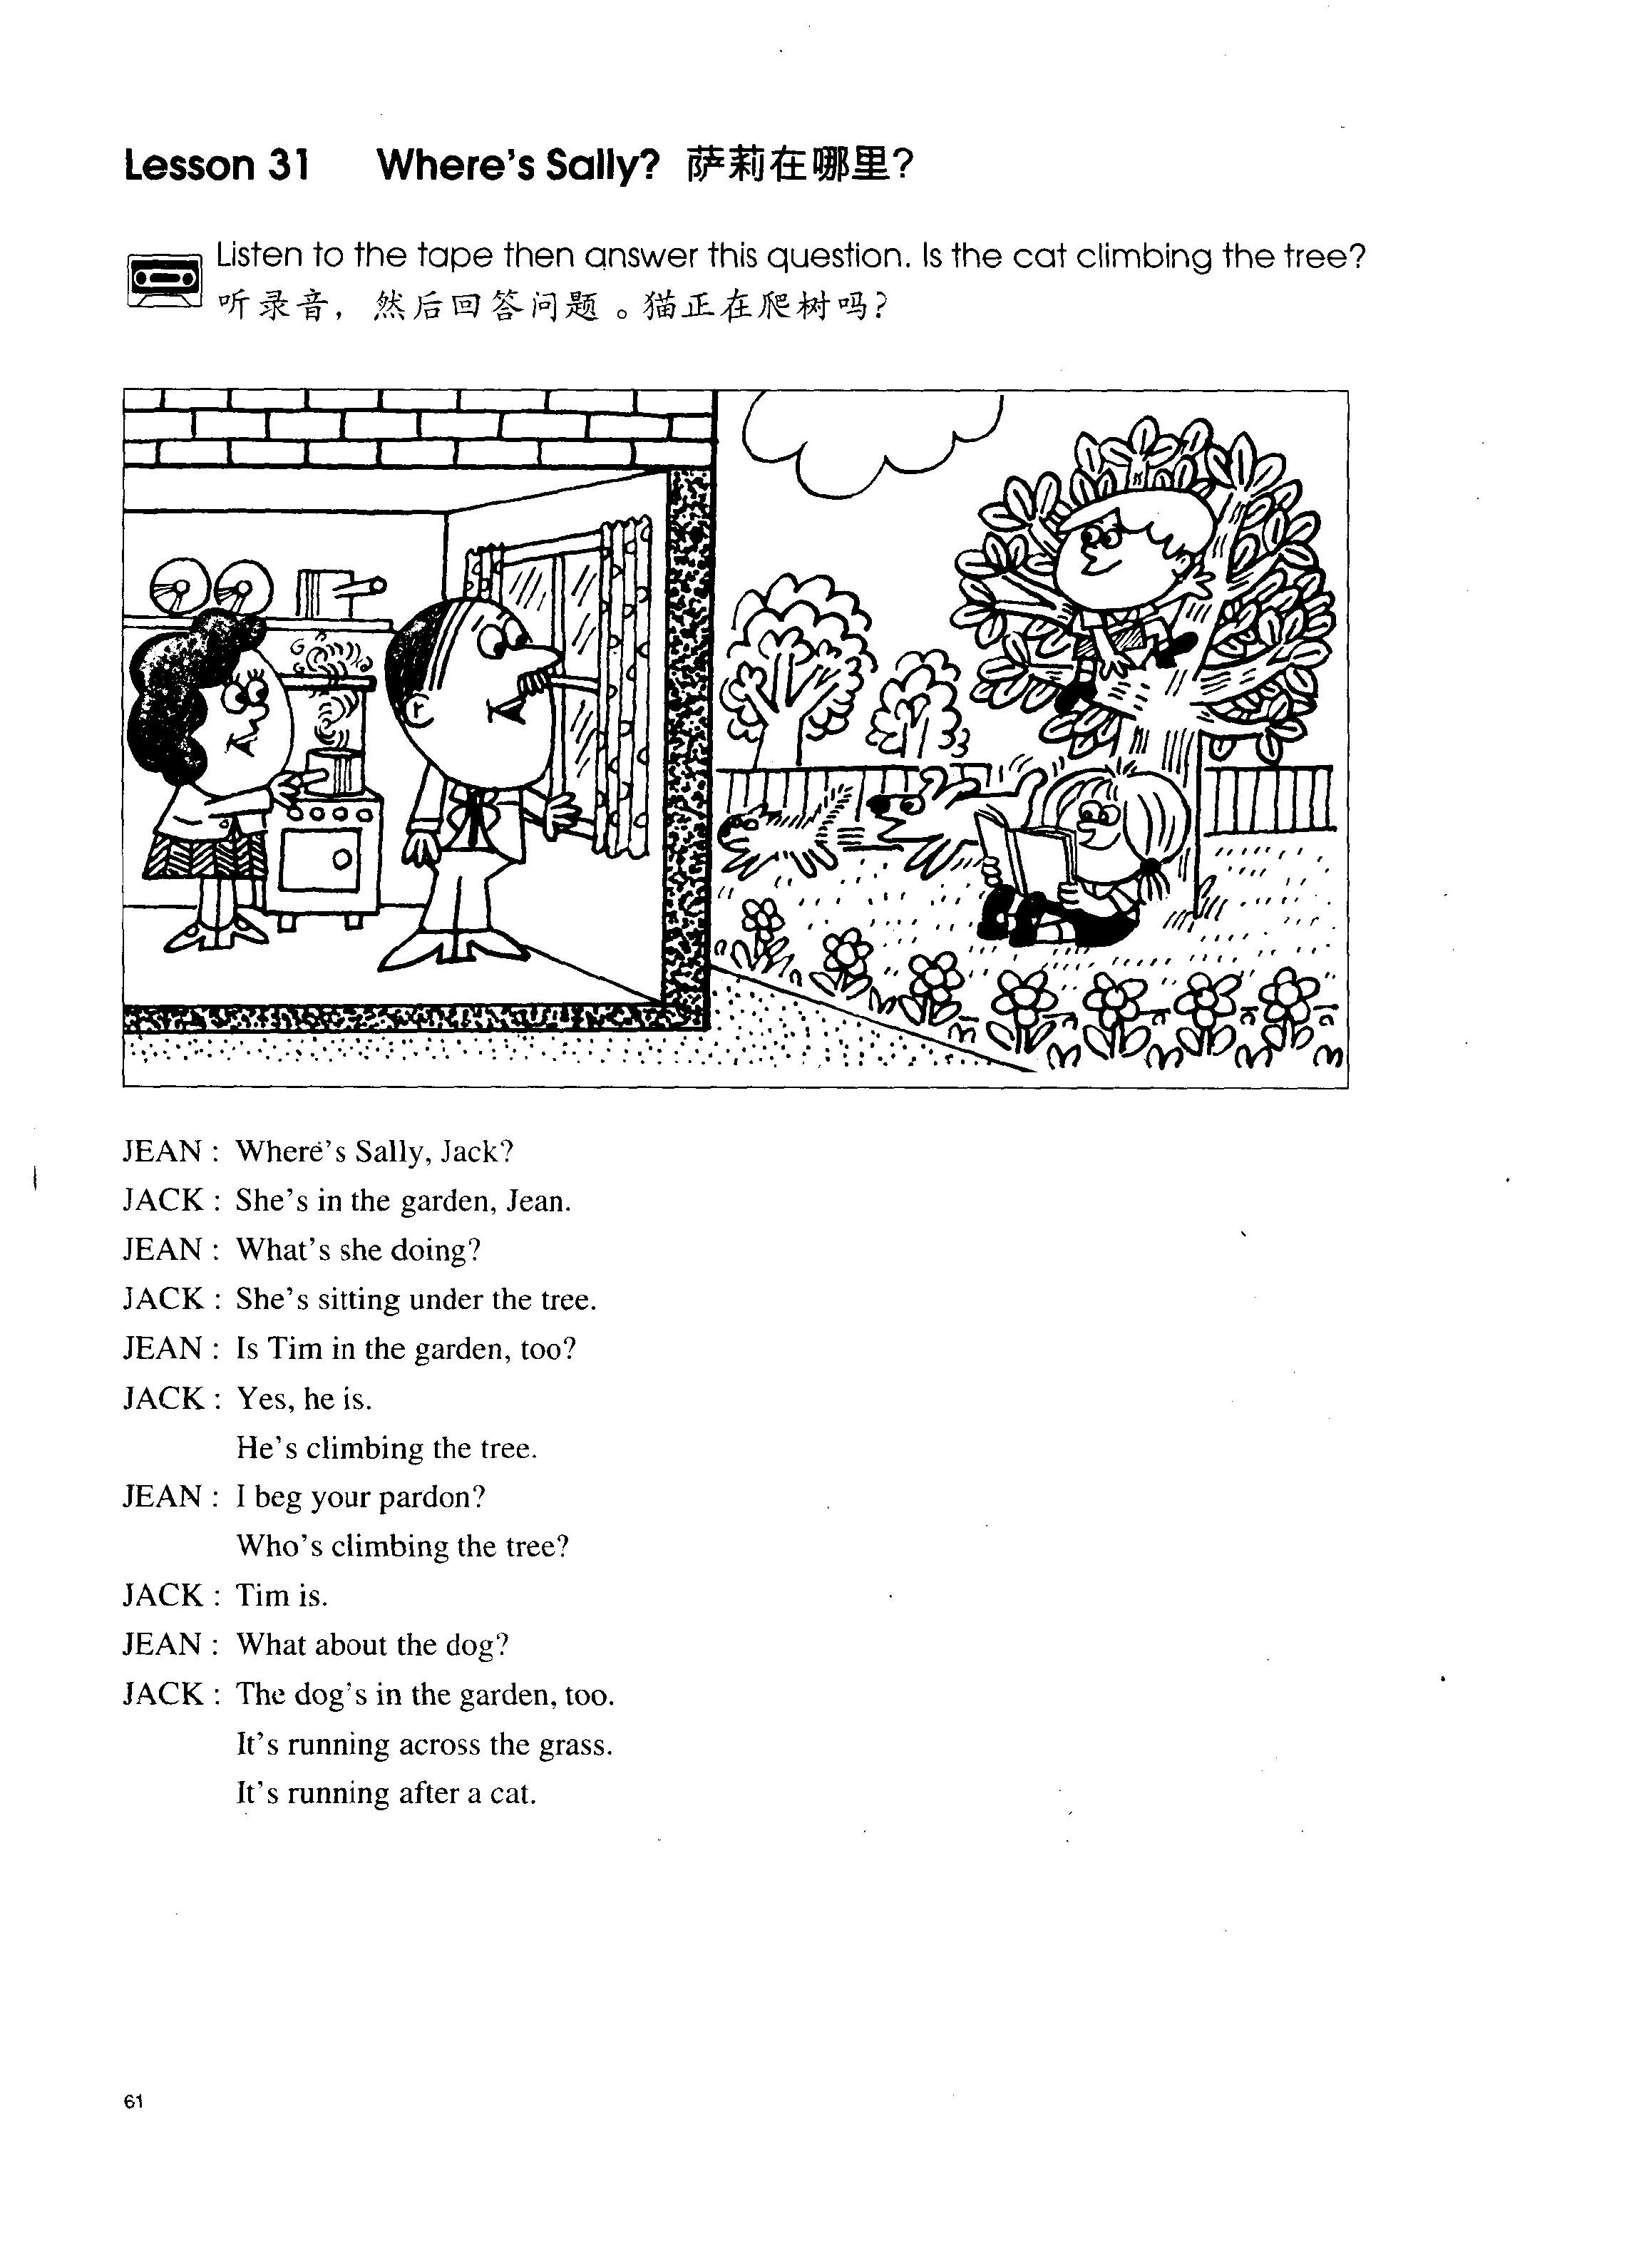 Lesson 31 Where's Sally? 萨莉在哪里?
Listen to the tape then answer this question. Is the cat climbing the tree?
听录音，然后回答问题。猫正在爬树吗?
JEAN : Where's Sally, Jack?
JACK : She's in the garden, Jean.
JEAN : What's she doing?
JACK : She's sitting under the tree.
JEAN : Is Tim in the garden, too?
JACK : Yes, he is.
He's climbing the tree.
JEAN : I beg your pardon?
Who's climbing the tree?
JACK : Tim is.
JEAN : What about the dog?
JACK : The dog's in the garden, too.
It's running across the grass.
It's running after a cat.
61